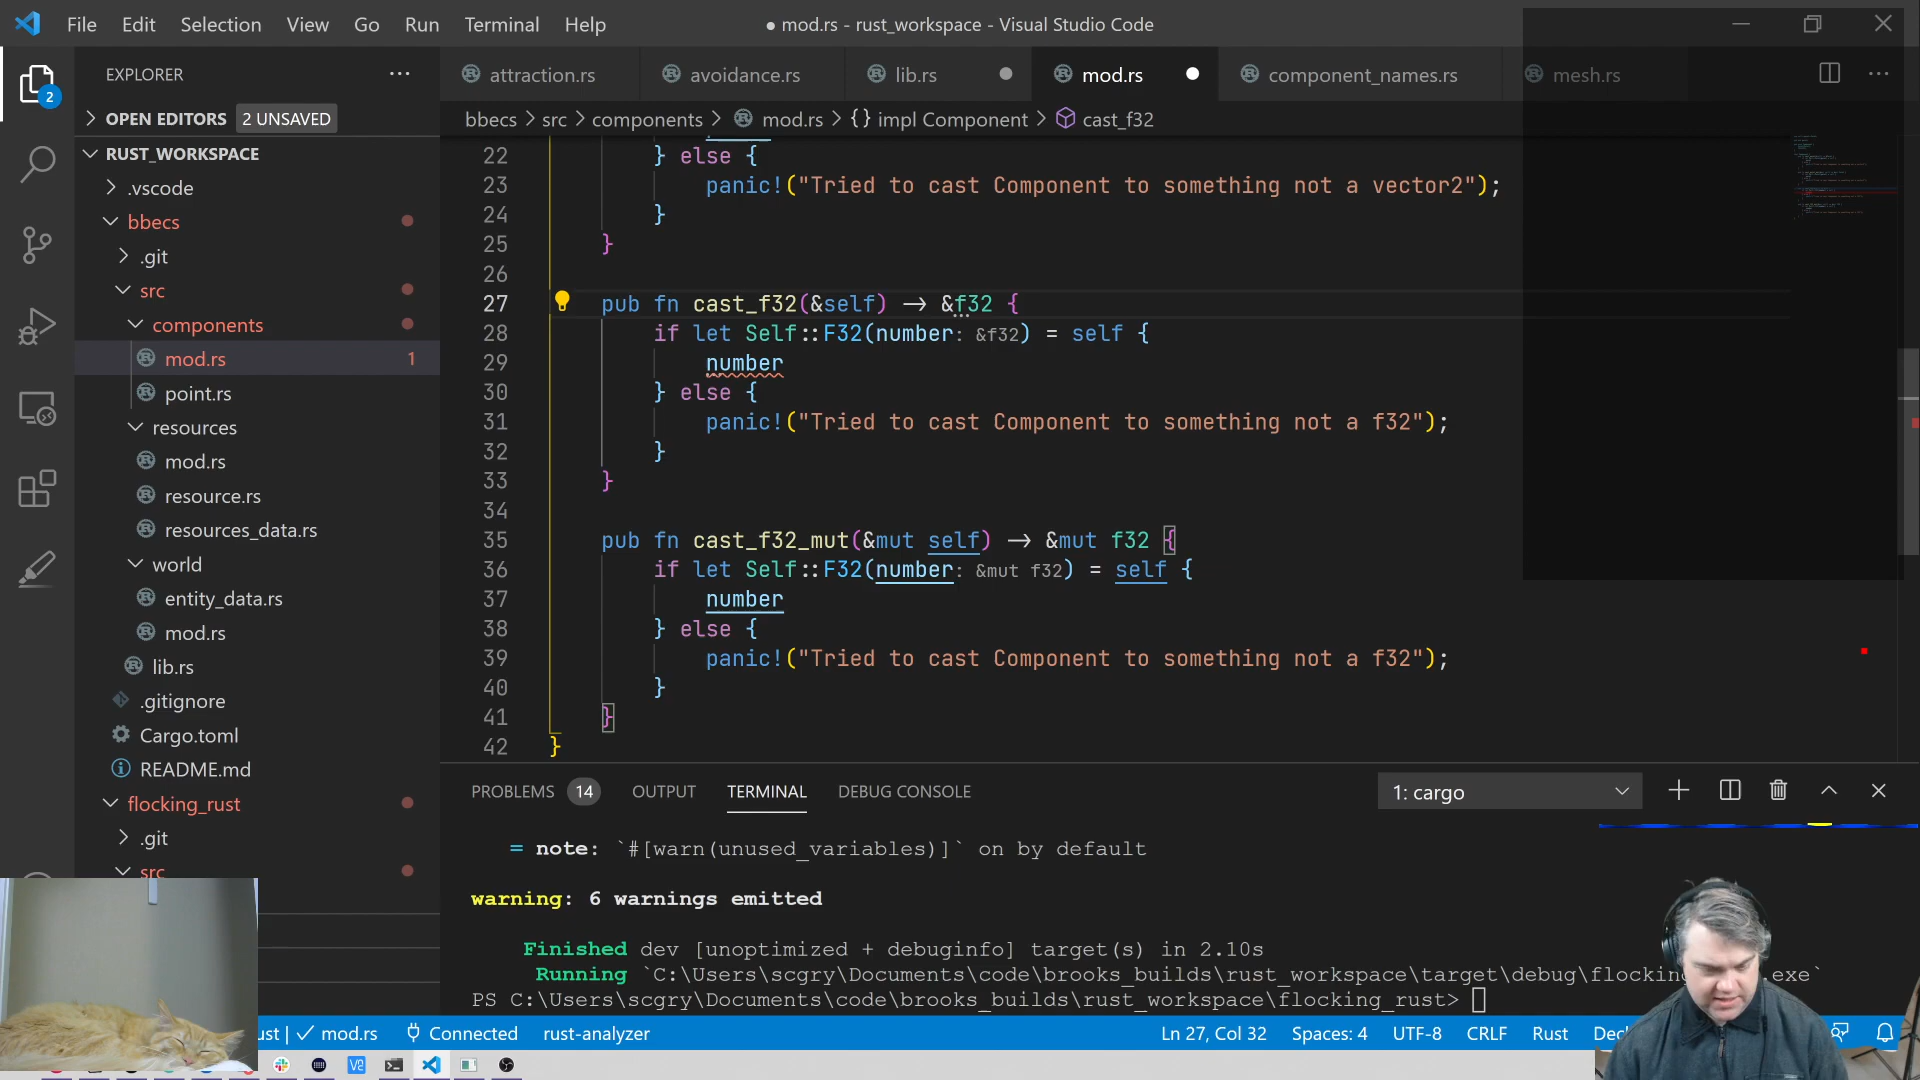 File Edit Selection View Go Run Terminal Help
● mod.rs - rust_workspace - Visual Studio Code
EXPLORER
attraction.rs avoidance.rs lib.rs mod.rs component_names.rs mesh.rs
2
OPEN EDITORS 2 UNSAVED
bbecs > src > components > mod.rs > {} impl Component > cast_f32
RUST_WORKSPACE
.vscode
bbecs
.git
src
components
mod.rs 1
point.rs
resources
mod.rs
resource.rs
resources_data.rs
world
entity_data.rs
mod.rs
lib.rs
.gitignore
Cargo.toml
README.md
flocking_rust
.git
src
22 } else {
23 panic!("Tried to cast Component to something not a vector2");
24 }
25 }
26
27 pub fn cast_f32(&self) -> &f32 {
28 if let Self::F32(number: &f32) = self {
29 number
30 } else {
31 panic!("Tried to cast Component to something not a f32");
32 }
33 }
34
35 pub fn cast_f32_mut(&mut self) -> &mut f32 {
36 if let Self::F32(number: &mut f32) = self {
37 number
38 } else {
39 panic!("Tried to cast Component to something not a f32");
40 }
41 }
42 }
PROBLEMS 14 OUTPUT TERMINAL DEBUG CONSOLE 1: cargo
= note: `#[warn(unused_variables)]` on by default
warning: 6 warnings emitted
Finished dev [unoptimized + debuginfo] target(s) in 2.10s
Running `C:\Users\scgry\Documents\code\brooks_builds\rust_workspace\target\debug\flocking .exe`
PS C:\Users\scgry\Documents\code\brooks_builds\rust_workspace\flocking_rust>
ust | ✓ mod.rs Connected rust-analyzer Ln 27, Col 32 Spaces: 4 UTF-8 CRLF Rust Dec